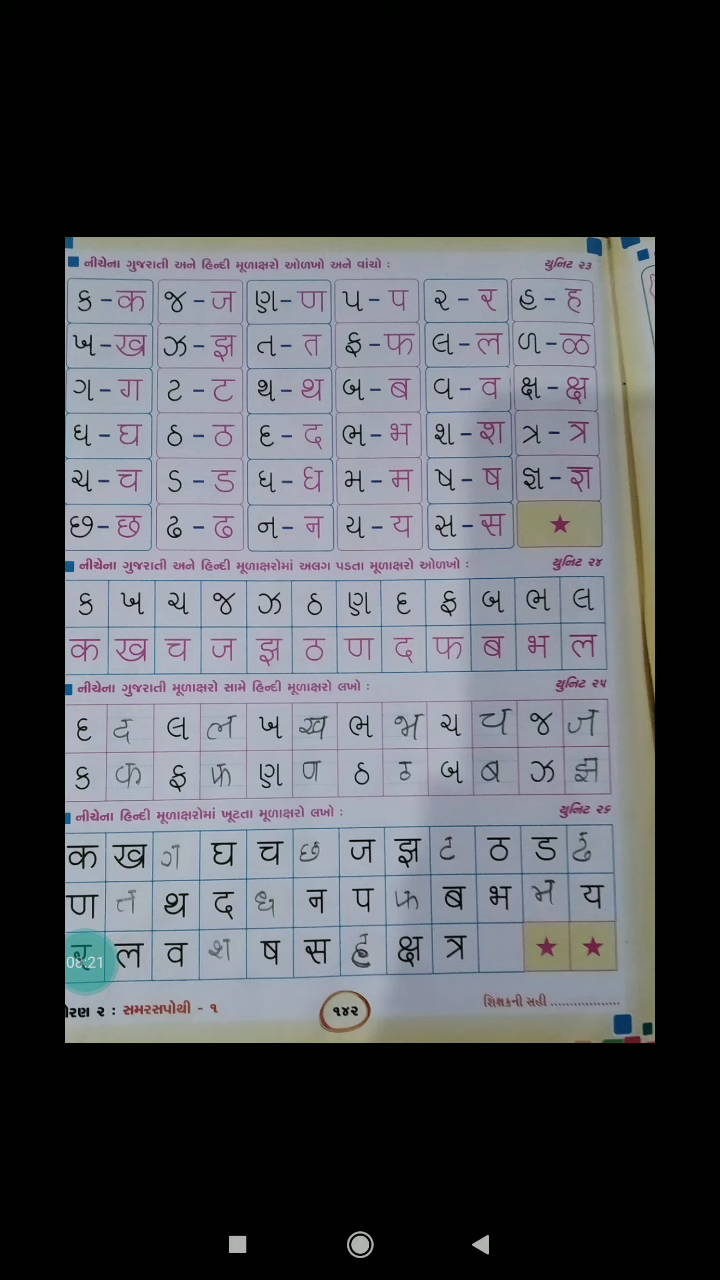 નીચેના ગુજરાતી અને હિન્દી મૂળાક્ષરો ઓળખો અને વાંચો : યુનિટ ૨૩
ક – क જ – ज ણ – ण પ – प ર – र હ – ह
ખ – ख ઝ – झ ત – त ફ – फ લ – ल ળ – ळ
ગ – ग ટ – ट થ – थ બ – ब વ – व ક્ષ – क्ष
ઘ – घ ઠ – ठ દ – द ભ – भ શ – श ત્ર – त्र
ચ – च ડ – ड ધ – ध મ – म ષ – ष જ્ઞ – ज्ञ
છ – छ ઢ – ढ ન – न ય – य સ – स
નીચેના ગુજરાતી અને હિન્દી મૂળાક્ષરોમાં અલગ પડતા મૂળાક્ષરો ઓળખો : યુનિટ ૨૪
ક ખ ચ જ ઝ ઠ ણ દ ફ બ ભ લ
क ख च ज झ ठ ण द फ ब भ ल
નીચેના ગુજરાતી મૂળાક્ષરો સામે હિન્દી મૂળાક્ષરો લખો : યુનિટ ૨૫
દ द લ ल ખ ख ભ भ ચ च જ ज
ક क ફ फ ણ ण ઠ ठ બ ब ઝ झ
નીચેના હિન્દી મૂળાક્ષરોમાં ખૂટતા મૂળાક્ષરો લખો : યુનિટ ૨૬
क ख ग घ च छ ज झ ट ठ ड ढ
ण त थ द ध न प फ ब भ म य
र ल व श ष स ह क्ष त्र
08:21
ોરણ ૨ : સમરસપોથી - ૧ ૧૪૨ શિક્ષકની સહી ..................